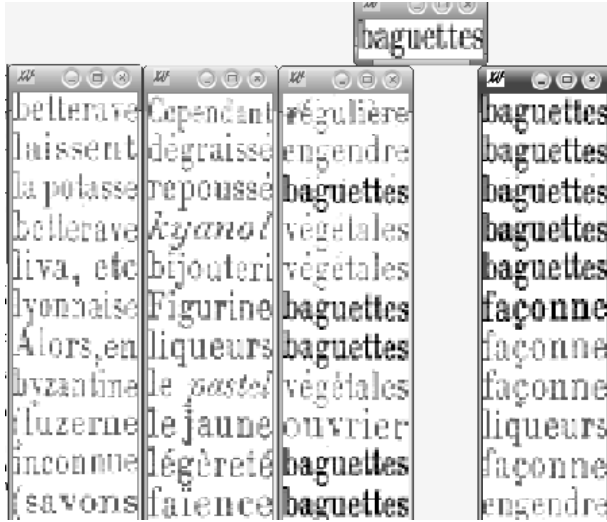 baguettes
betterave
laissent
la potasse
betterave
liva, etc
lyonnaise
Alors, en
byzantine
(luzerne
inconnue
(savons
Cependant
dégraissé
repoussé
kyanol
bijouteri
Figurine
liqueurs
le pastel
le jaune
légèreté
faïence
régulière
engendre
baguettes
végétales
végétales
baguettes
baguettes
végétales
ouvrier
baguettes
baguettes
baguettes
baguettes
baguettes
baguettes
baguettes
façonne
façonne
façonne
liqueurs
façonne
engendre